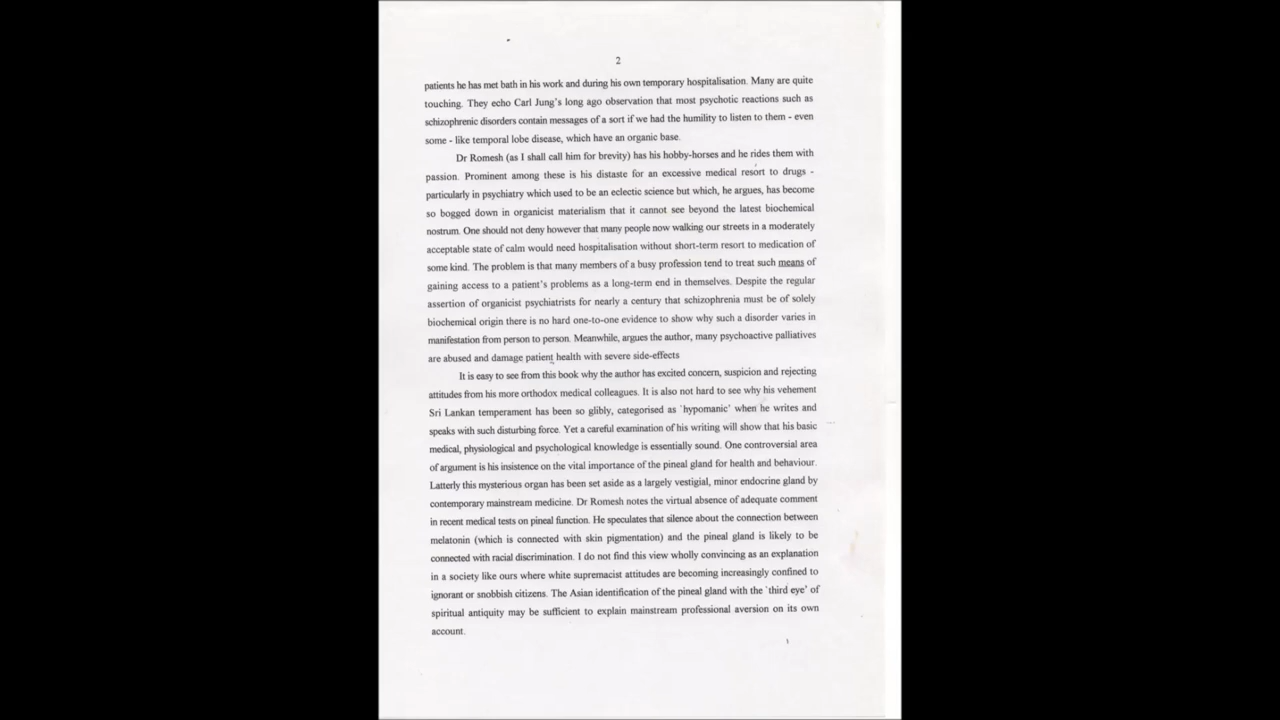 2
patients he has met bath in his work and during his own temporary hospitalisation. Many are quite
touching. They echo Carl Jung's long ago observation that most psychotic reactions such as
schizophrenic disorders contain messages of a sort if we had the humility to listen to them - even
some - like temporal lobe disease, which have an organic base.
Dr Romesh (as I shall call him for brevity) has his hobby-horses and he rides them with
passion. Prominent among these is his distaste for an excessive medical resort to drugs -
particularly in psychiatry which used to be an eclectic science but which, he argues, has become
so bogged down in organicist materialism that it cannot see beyond the latest biochemical
nostrum. One should not deny however that many people now walking our streets in a moderately
acceptable state of calm would need hospitalisation without short-term resort to medication of
some kind. The problem is that many members of a busy profession tend to treat such means of
gaining access to a patient's problems as a long-term end in themselves. Despite the regular
assertion of organicist psychiatrists for nearly a century that schizophrenia must be of solely
biochemical origin there is no hard one-to-one evidence to show why such a disorder varies in
manifestation from person to person. Meanwhile, argues the author, many psychoactive palliatives
are abused and damage patient health with severe side-effects
It is easy to see from this book why the author has excited concern, suspicion and rejecting
attitudes from his more orthodox medical colleagues. It is also not hard to see why his vehement
Sri Lankan temperament has been so glibly, categorised as 'hypomanic' when he writes and
speaks with such disturbing force. Yet a careful examination of his writing will show that his basic
medical, physiological and psychological knowledge is essentially sound. One controversial area
of argument is his insistence on the vital importance of the pineal gland for health and behaviour.
Latterly this mysterious organ has been set aside as a largely vestigial, minor endocrine gland by
contemporary mainstream medicine. Dr Romesh notes the virtual absence of adequate comment
in recent medical tests on pineal function. He speculates that silence about the connection between
melatonin (which is connected with skin pigmentation) and the pineal gland is likely to be
connected with racial discrimination. I do not find this view wholly convincing as an explanation
in a society like ours where white supremacist attitudes are becoming increasingly confined to
ignorant or snobbish citizens. The Asian identification of the pineal gland with the 'third eye' of
spiritual antiquity may be sufficient to explain mainstream professional aversion on its own
account.